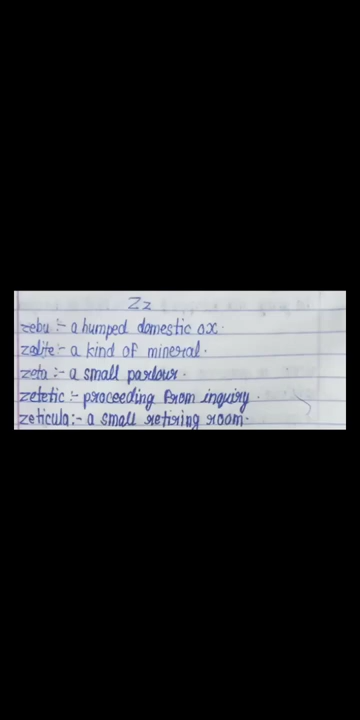 Zz
zebu :- a humped domestic ox.
zeolite :- a kind of mineral.
zeta :- a small parlour.
zetetic :- proceeding from inquiry.
zeticula :- a small retiring room.